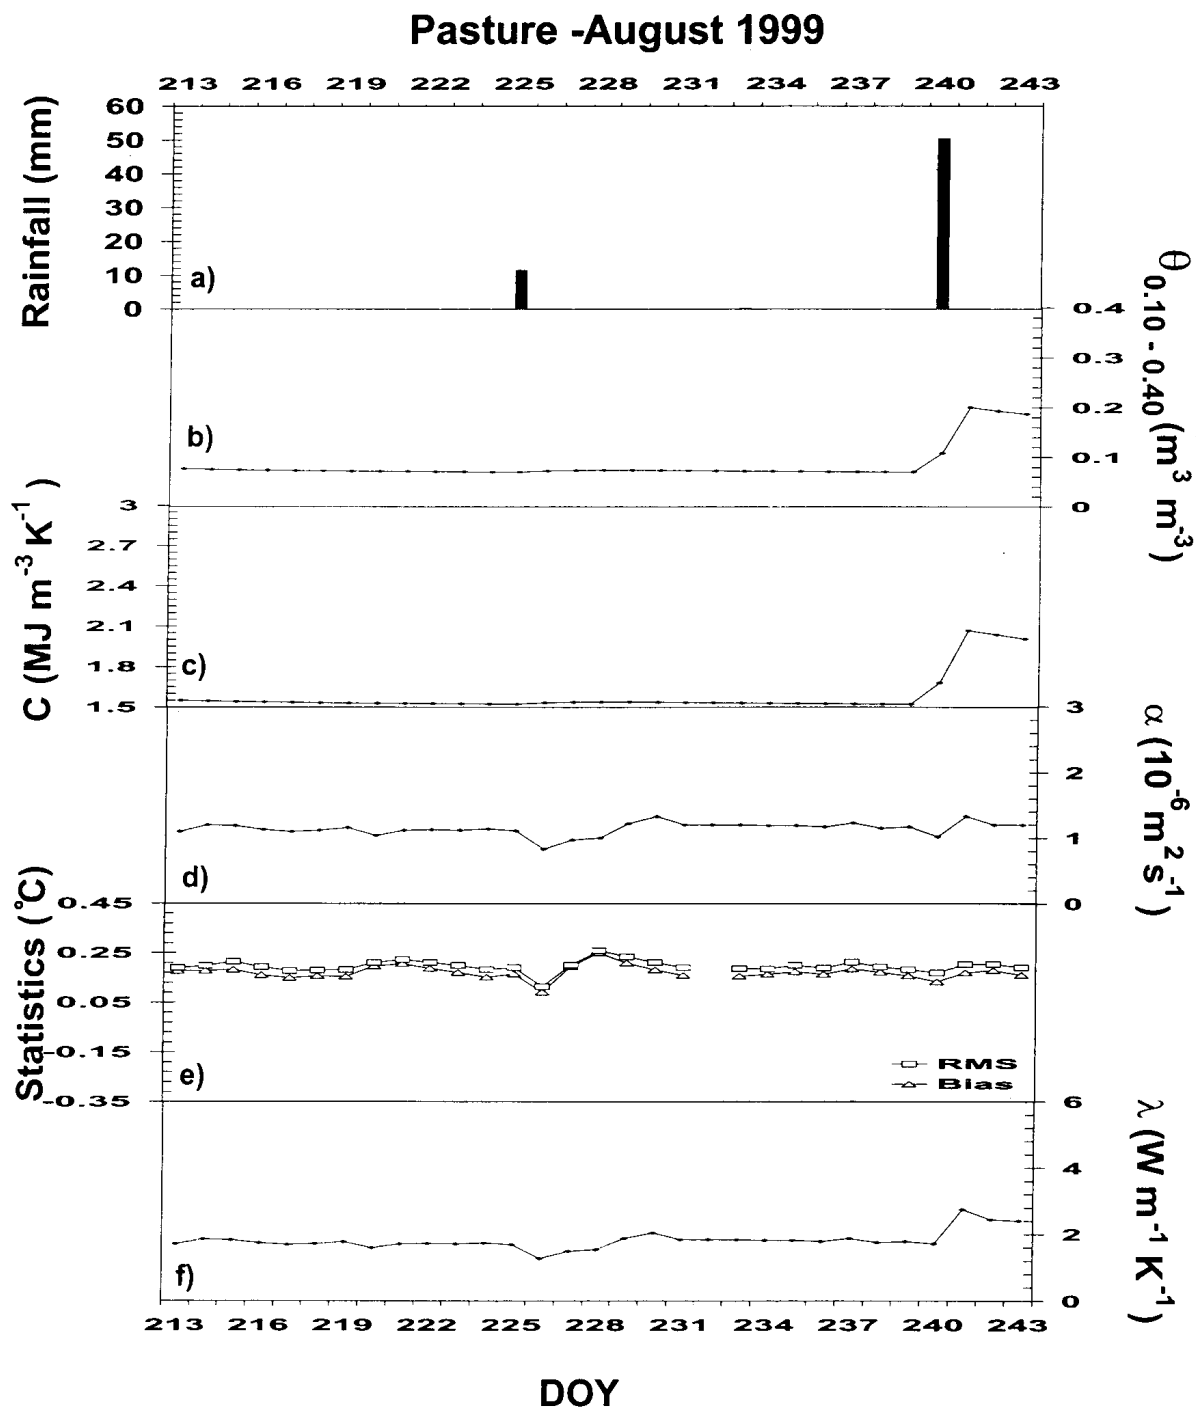 Pasture -August 1999
213 216 219 222 225 228 231 234 237 240 243
Rainfall (mm)
60
50
40
30
20
10
0
a)
θ0.10 - 0.40 (m3 m-3)
0.4
0.3
0.2
0.1
0
b)
C (MJ m-3 K-1)
3
2.7
2.4
2.1
1.8
1.5
c)
α (10-6 m2 s-1)
3
2
1
0
d)
Statistics (°C)
0.45
0.25
0.05
-0.15
-0.35
e)
RMS
Bias
λ (W m-1 K-1)
6
4
2
0
f)
213 216 219 222 225 228 231 234 237 240 243
DOY